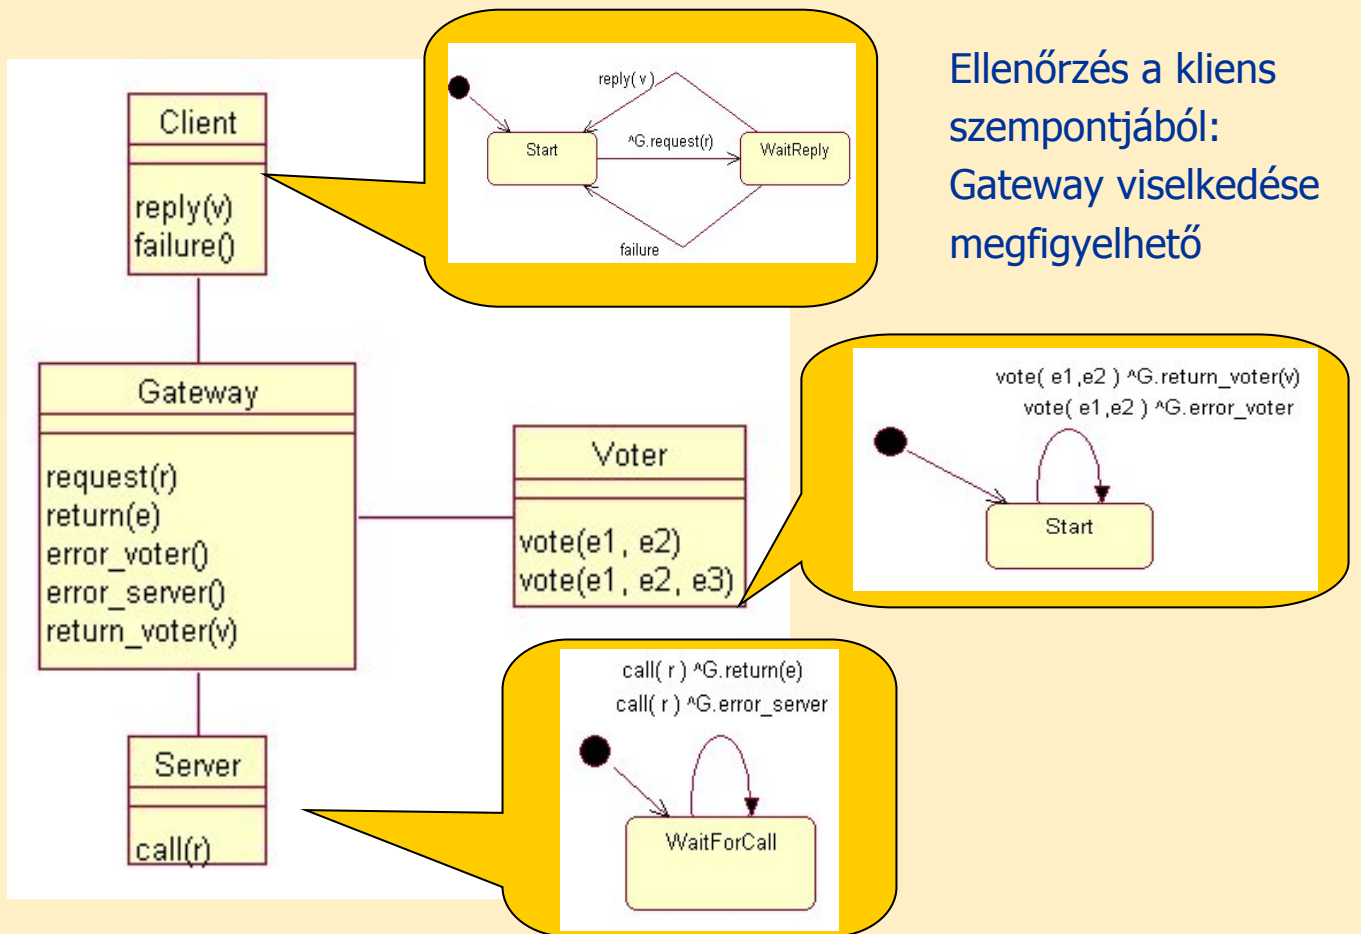 Client
reply(v)
failure()
reply( v )
Start
^G.request(r)
WaitReply
failure
Ellenőrzés a kliens
szempontjából:
Gateway viselkedése
megfigyelhető
Gateway
request(r)
return(e)
error_voter()
error_server()
return_voter(v)
Voter
vote(e1, e2)
vote(e1, e2, e3)
vote( e1,e2 ) ^G.return_voter(v)
vote( e1,e2 ) ^G.error_voter
Start
Server
call(r)
call( r ) ^G.return(e)
call( r ) ^G.error_server
WaitForCall